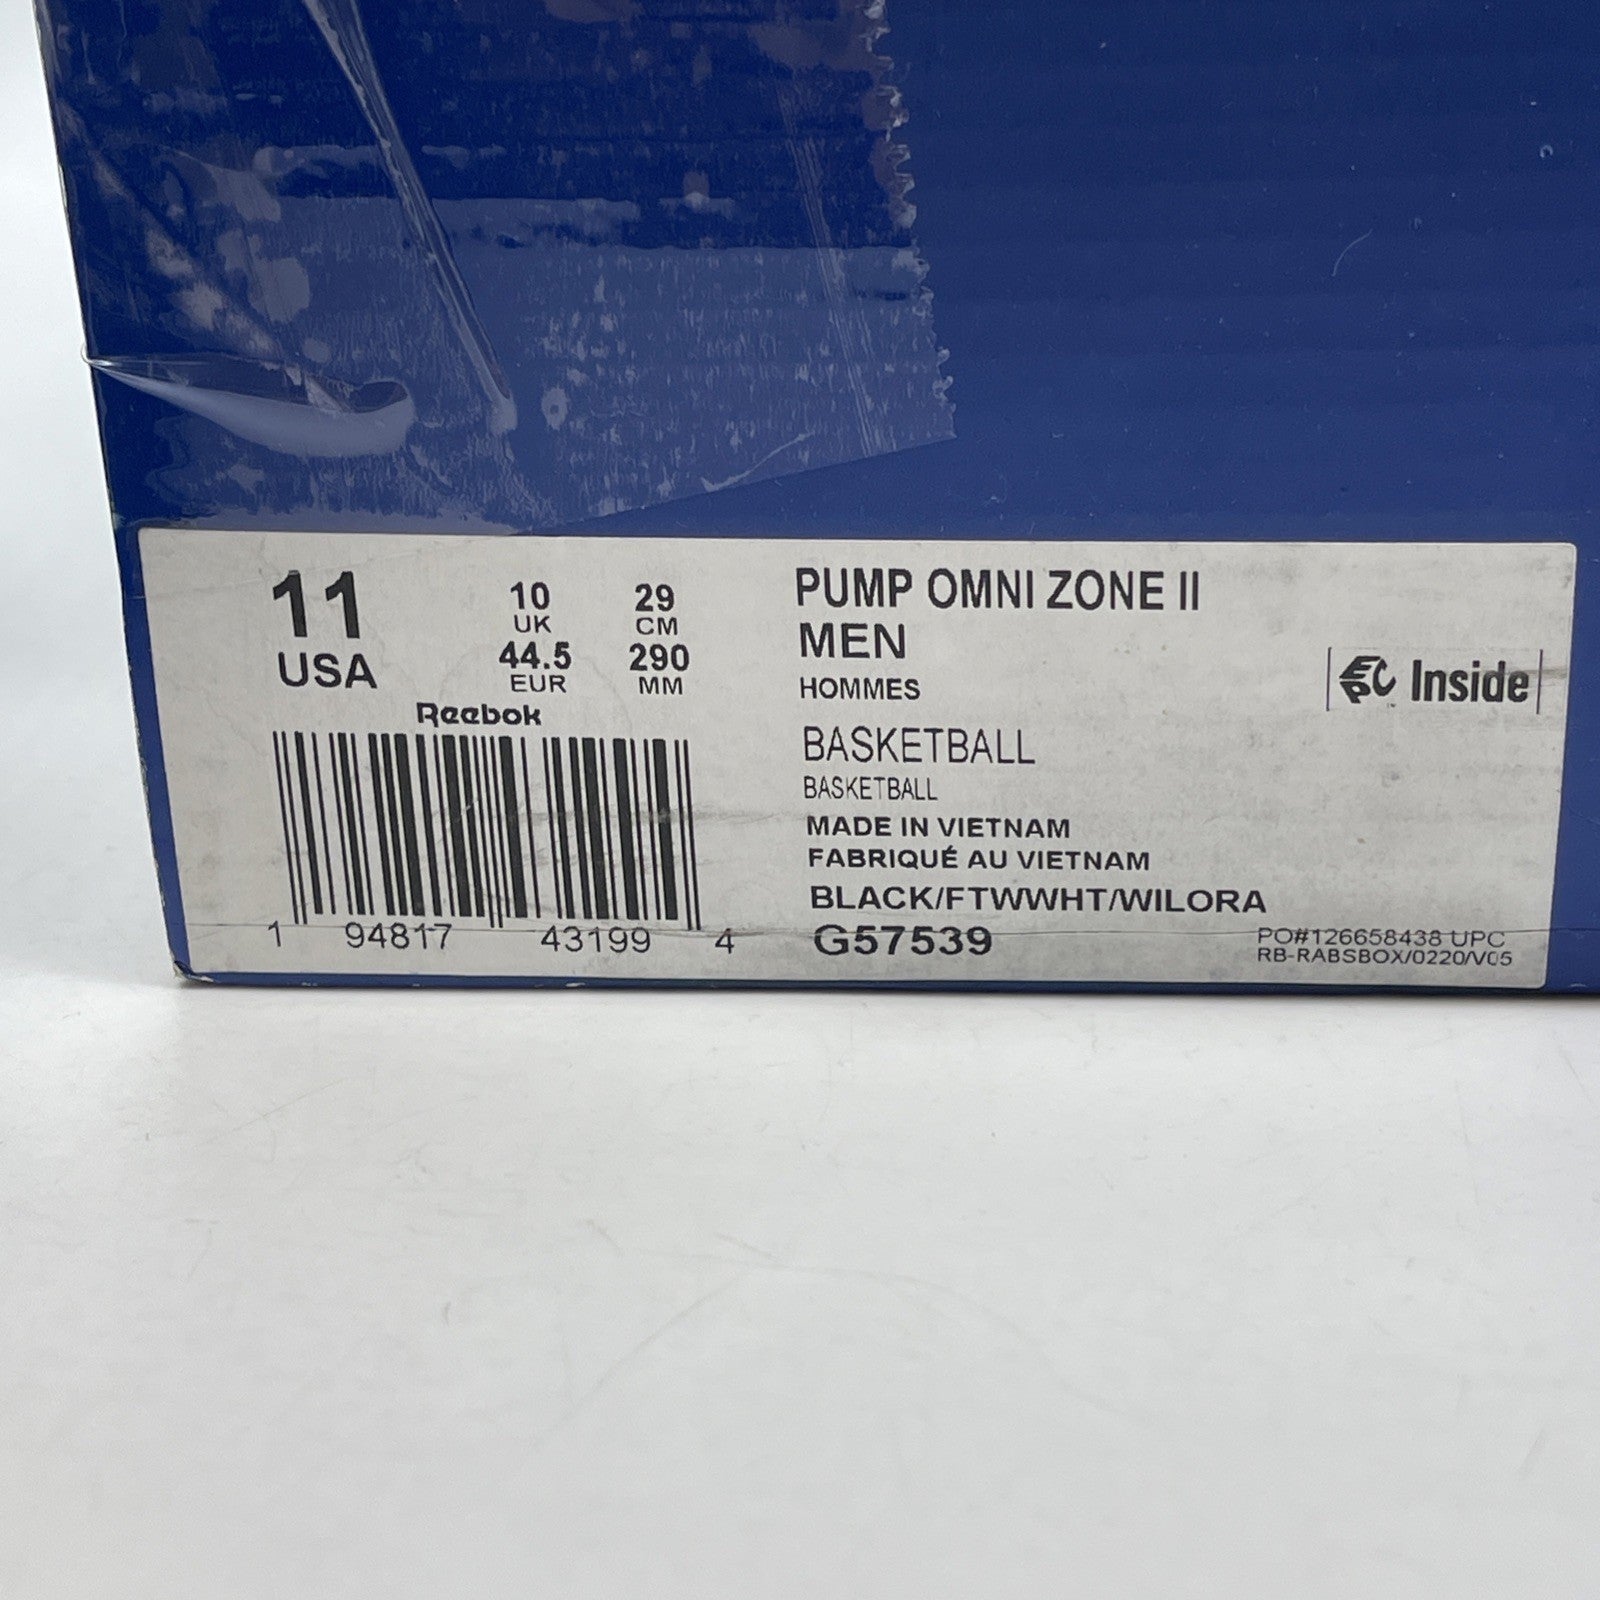 11
USA
10
UK
44.5
EUR
29
CM
290
MM
Reebok
1 94817 43199 4
PUMP OMNI ZONE II
MEN
HOMMES
BASKETBALL
BASKETBALL
MADE IN VIETNAM
FABRIQUÉ AU VIETNAM
BLACK/FTWWHT/WILORA
G57539
EPC Inside
PO#126658438 UPC
RB-RABSBOX/0220/V05